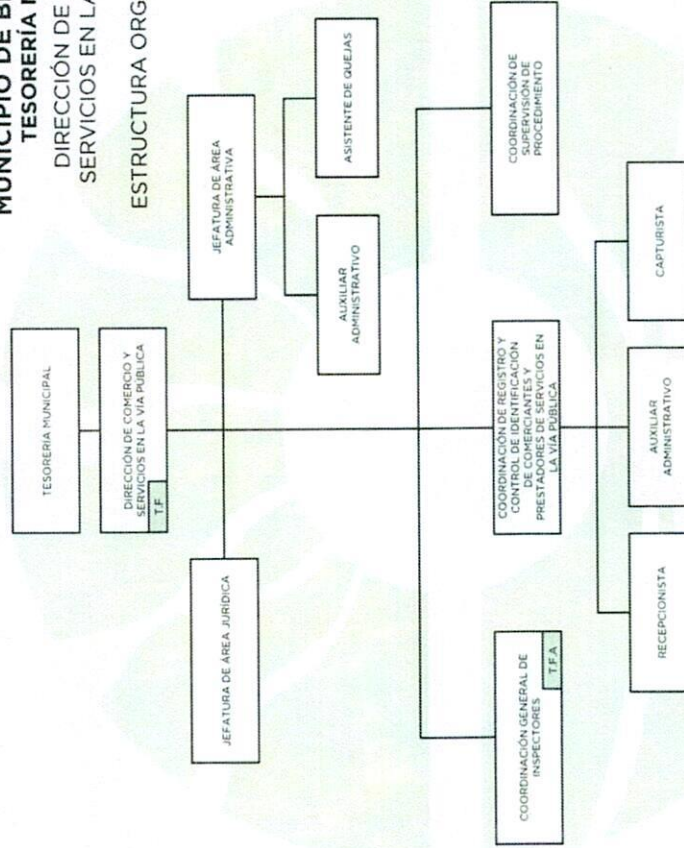 MUNICIPIO DE
TESORERÍA
DIRECCIÓN DE
SERVICIOS EN
ESTRUCTURA
TESORERIA MUNICIPAL
DIRECCIÓN DE COMERCIO Y
SERVICIOS EN LA VÍA PÚBLICA
T.F
JEFATURA DE ÁREA JURÍDICA
JEFATURA DE ÁREA
ADMINISTRATIVA
AUXILIAR
ADMINISTRATIVO
ASISTENTE DE QUEJAS
COORDINACIÓN GENERAL DE
INSPECTORES
T.F.A
COORDINACIÓN DE REGISTRO Y
CONTROL DE IDENTIFICACIÓN
DE COMERCIANTES Y
PRESTADORES DE SERVICIOS EN
LA VÍA PÚBLICA
COORDINACIÓN DE
SUPERVISIÓN DE
PROCEDIMIENTO
RECEPCIONISTA
AUXILIAR
ADMINISTRATIVO
CAPTURISTA